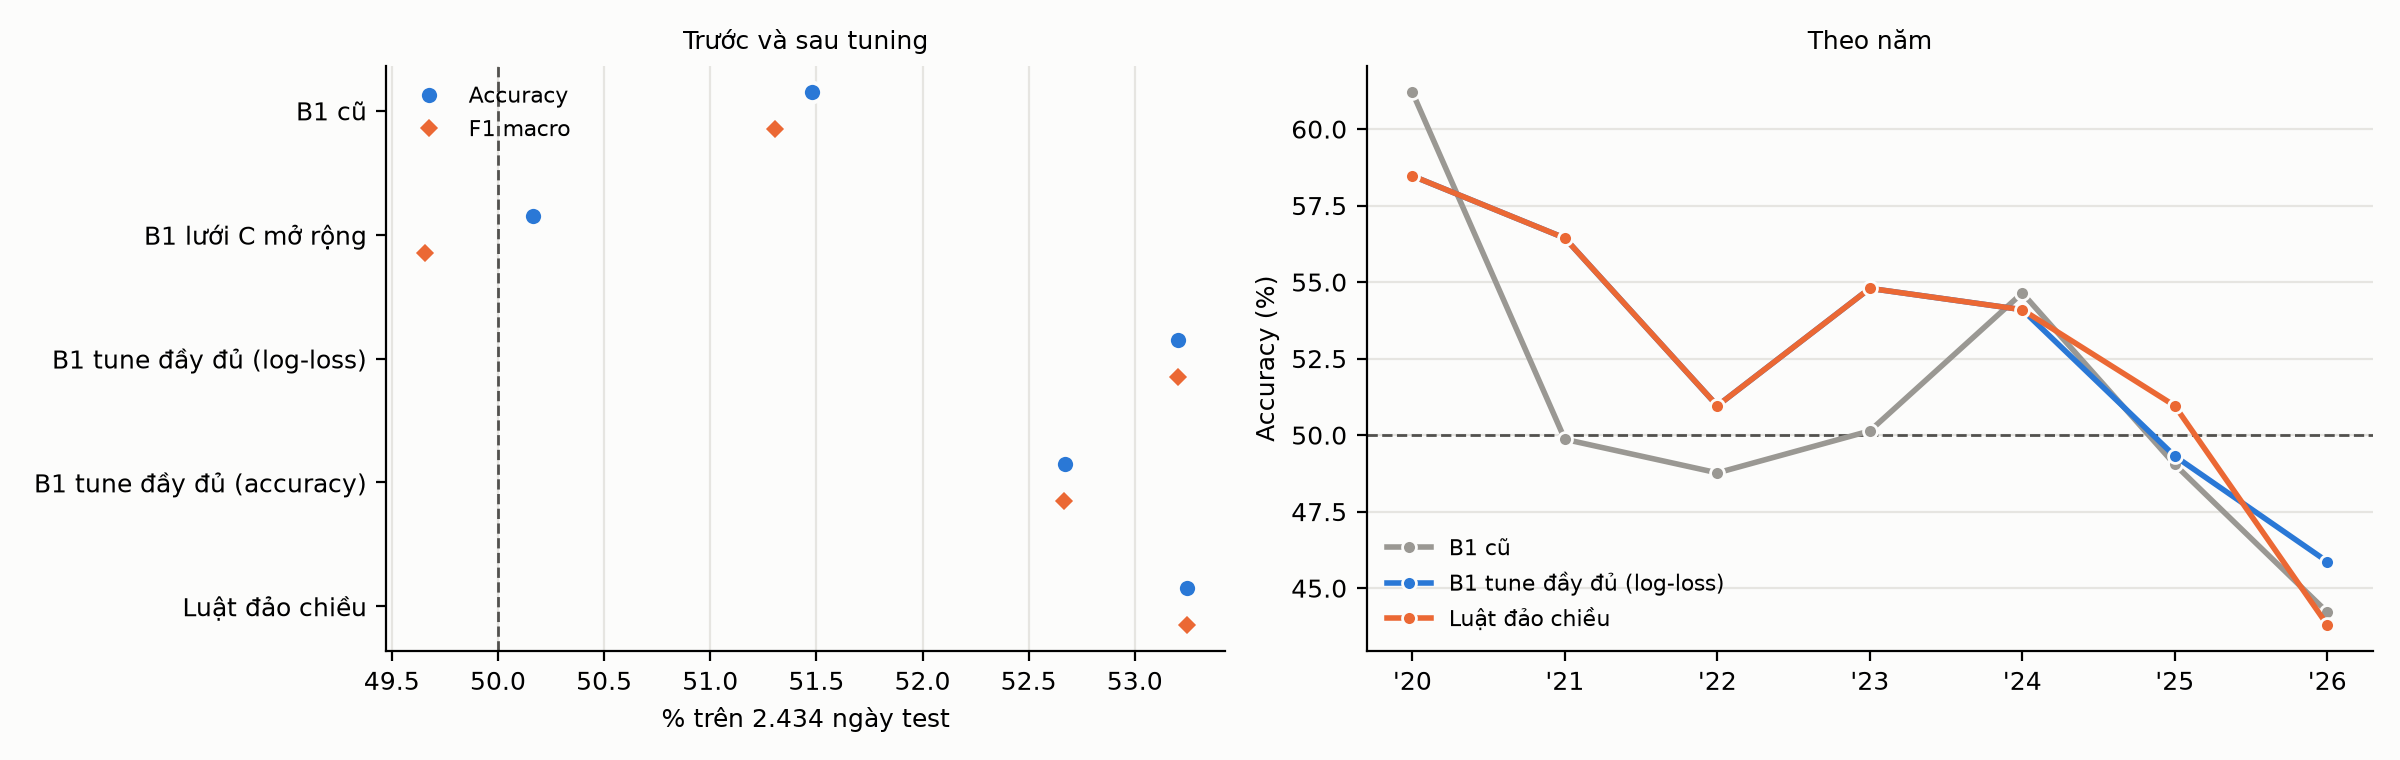 Trước và sau tuning
Accuracy
F1 macro
B1 cũ
B1 lưới C mở rộng
B1 tune đầy đủ (log-loss)
B1 tune đầy đủ (accuracy)
Luật đảo chiều
49.5 50.0 50.5 51.0 51.5 52.0 52.5 53.0
% trên 2.434 ngày test
Theo năm
Accuracy (%)
60.0
57.5
55.0
52.5
50.0
47.5
45.0
B1 cũ
B1 tune đầy đủ (log-loss)
Luật đảo chiều
'20 '21 '22 '23 '24 '25 '26